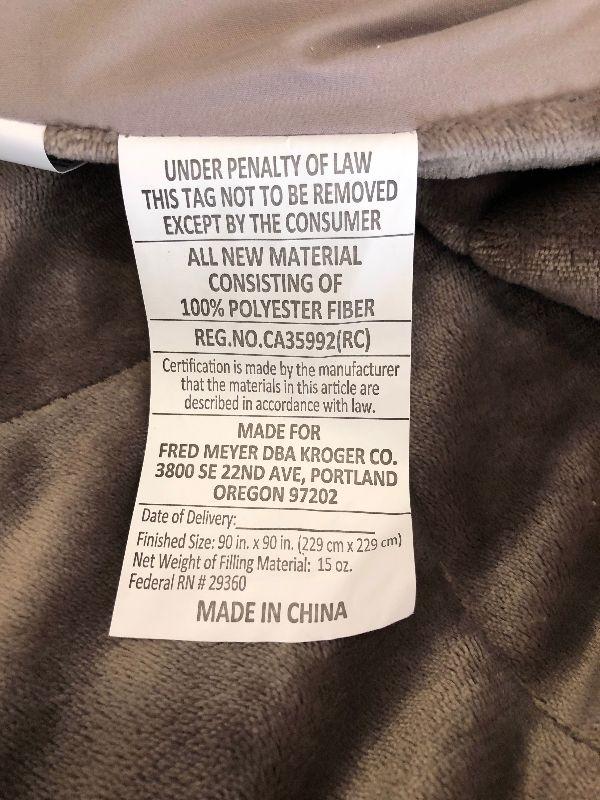 UNDER PENALTY OF LAW
THIS TAG NOT TO BE REMOVED
EXCEPT BY THE CONSUMER
ALL NEW MATERIAL
CONSISTING OF
100% POLYESTER FIBER
REG.NO.CA35992(RC)
Certification is made by the manufacturer
that the materials in this article are
described in accordance with law.
MADE FOR
FRED MEYER DBA KROGER CO.
3800 SE 22ND AVE, PORTLAND
OREGON 97202
Date of Delivery:
Finished Size: 90 in. x 90 in. (229 cm x 229 cm)
Net Weight of Filling Material: 15 oz.
Federal RN # 29360
MADE IN CHINA